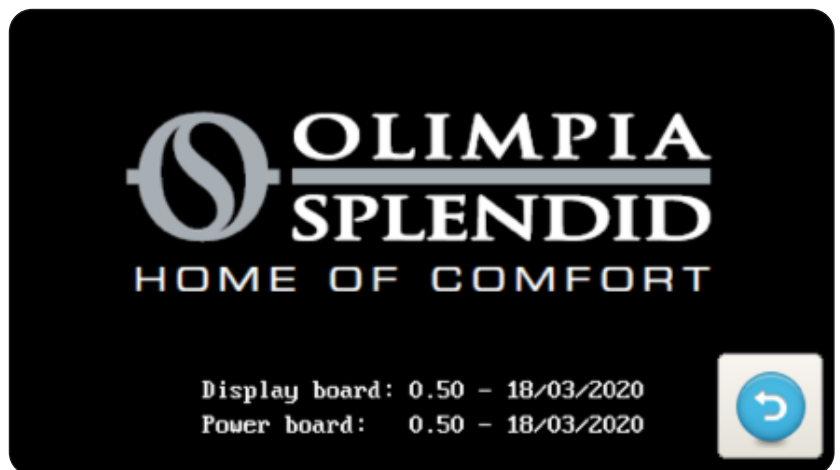 OLIMPIA
SPLENDID
HOME OF COMFORT
Display board: 0.50 - 18/03/2020
Power board: 0.50 - 18/03/2020